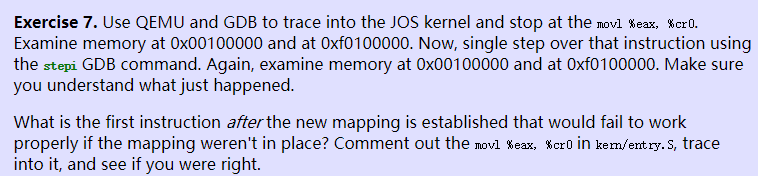 Exercise 7. Use QEMU and GDB to trace into the JOS kernel and stop at the movl %eax, %cr0.
Examine memory at 0x00100000 and at 0xf0100000. Now, single step over that instruction using
the stepi GDB command. Again, examine memory at 0x00100000 and at 0xf0100000. Make sure
you understand what just happened.
What is the first instruction after the new mapping is established that would fail to work
properly if the mapping weren't in place? Comment out the movl %eax, %cr0 in kern/entry.S, trace
into it, and see if you were right.